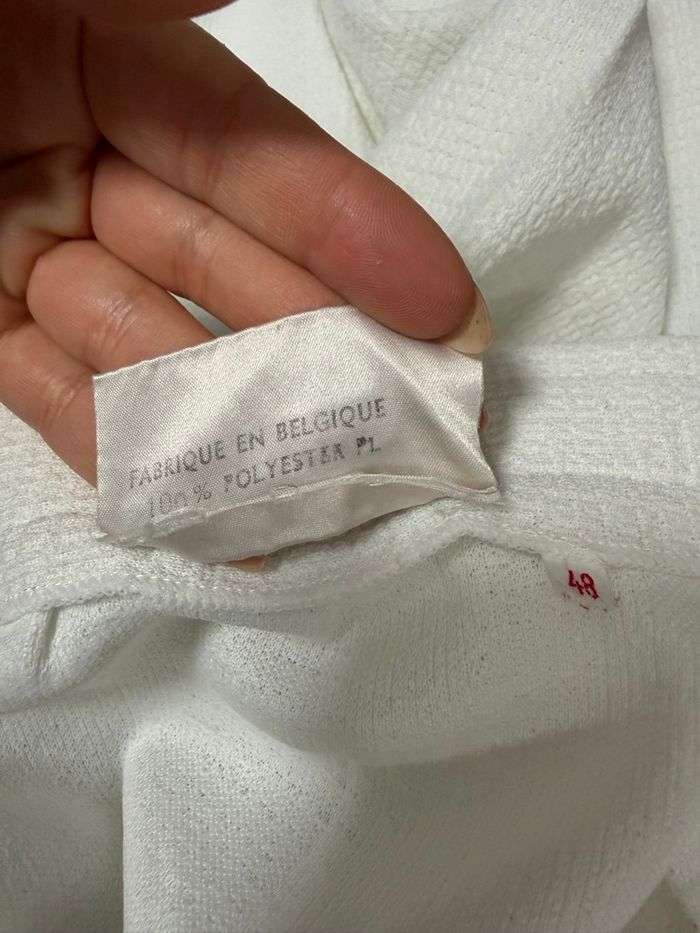 FABRIQUE EN BELGIQUE
100 % POLYESTER PL
48